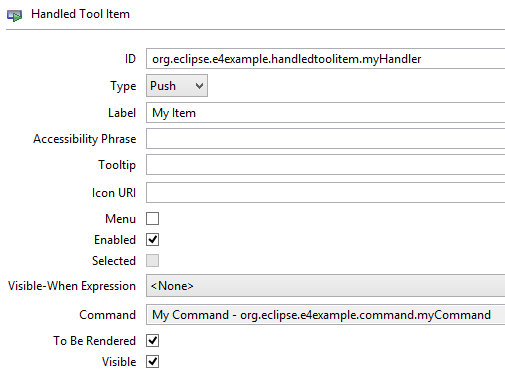 Handled Tool Item
ID org.eclipse.e4example.handledtoolitem.myHandler
Type Push
Label My Item
Accessibility Phrase
Tooltip
Icon URI
Menu
Enabled
Selected
Visible-When Expression <None>
Command My Command - org.eclipse.e4example.command.myCommand
To Be Rendered
Visible